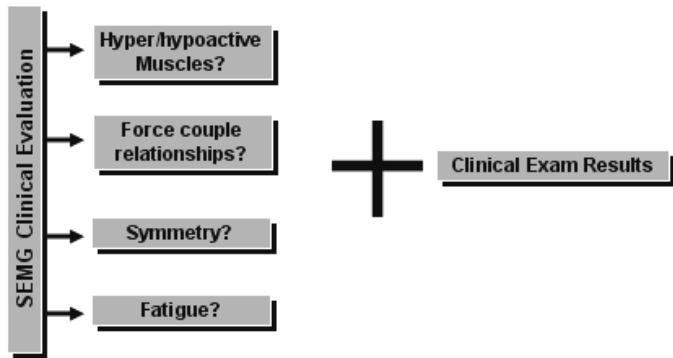 SEMG Clinical Evaluation
Hyper/hypoactive
Muscles?
Force couple
relationships?
Symmetry?
Fatigue?
Clinical Exam Results